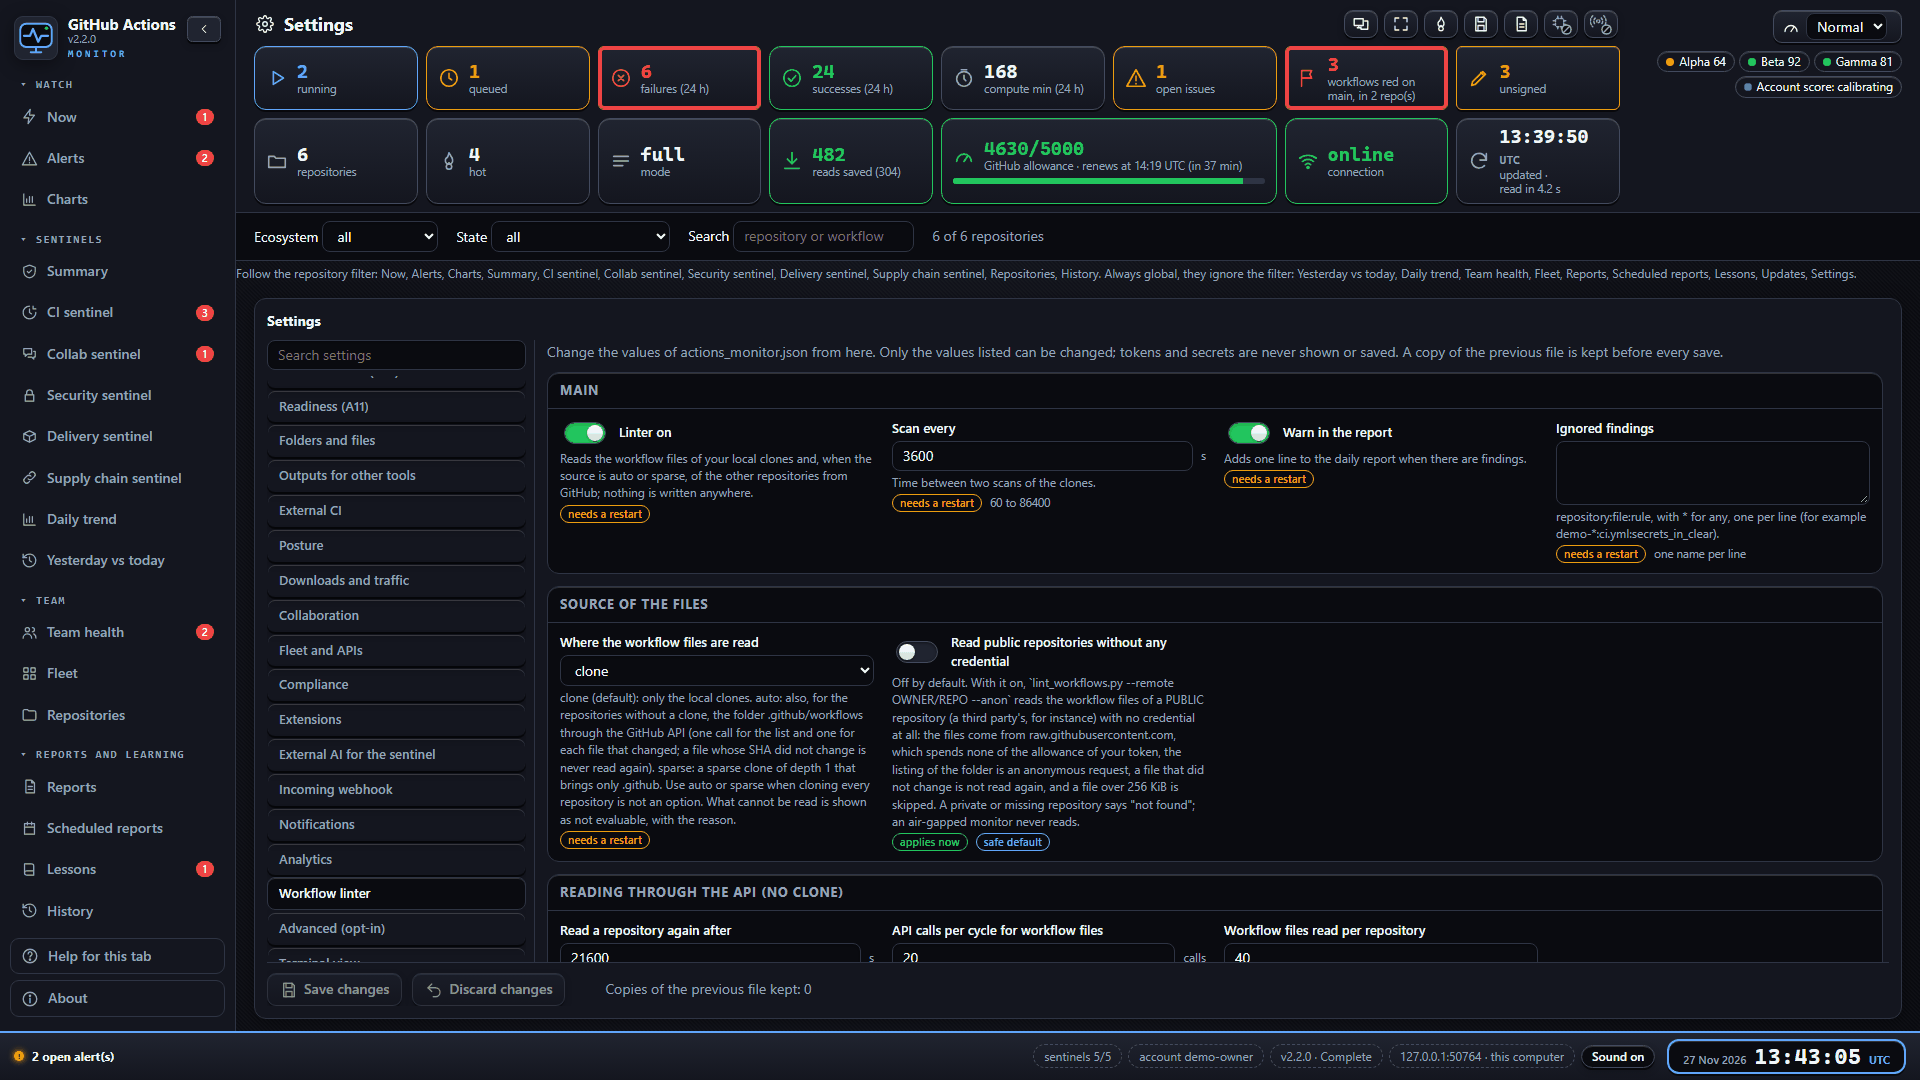 GitHub Actions
v2.2.0
MONITOR
WATCH
Now 1
Alerts 2
Charts
SENTINELS
Summary
CI sentinel 3
Collab sentinel 1
Security sentinel
Delivery sentinel
Supply chain sentinel
Daily trend
Yesterday vs today
TEAM
Team health 2
Fleet
Repositories
REPORTS AND LEARNING
Reports
Scheduled reports
Lessons 1
History
Help for this tab
About
Settings
Normal
2
running
1
queued
6
failures (24 h)
24
successes (24 h)
168
compute min (24 h)
1
open issues
3
workflows red on
main, in 2 repo(s)
3
unsigned
Alpha 64
Beta 92
Gamma 81
Account score: calibrating
6
repositories
4
hot
full
mode
482
reads saved (304)
4630/5000
GitHub allowance · renews at 14:19 UTC (in 37 min)
online
connection
13:39:50
UTC
updated ·
read in 4.2 s
Ecosystem all State all Search repository or workflow 6 of 6 repositories
Follow the repository filter: Now, Alerts, Charts, Summary, CI sentinel, Collab sentinel, Security sentinel, Delivery sentinel, Supply chain sentinel, Repositories, History. Always global, they ignore the filter: Yesterday vs today, Daily trend, Team health, Fleet, Reports, Scheduled reports, Lessons, Updates, Settings.
Settings
Search settings
Readiness (A11)
Folders and files
Outputs for other tools
External CI
Posture
Downloads and traffic
Collaboration
Fleet and APIs
Compliance
Extensions
External AI for the sentinel
Incoming webhook
Notifications
Analytics
Workflow linter
Advanced (opt-in)
Change the values of actions_monitor.json from here. Only the values listed can be changed; tokens and secrets are never shown or saved. A copy of the previous file is kept before every save.
MAIN
Linter on
Reads the workflow files of your local clones and, when the
source is auto or sparse, of the other repositories from
GitHub; nothing is written anywhere.
needs a restart
Scan every
3600 s
Time between two scans of the clones.
needs a restart 60 to 86400
Warn in the report
Adds one line to the daily report when there are findings.
needs a restart
Ignored findings
repository:file:rule, with * for any, one per line (for example
demo-*:ci.yml:secrets_in_clear).
needs a restart one name per line
SOURCE OF THE FILES
Where the workflow files are read
clone
clone (default): only the local clones. auto: also, for the
repositories without a clone, the folder .github/workflows
through the GitHub API (one call for the list and one for
each file that changed; a file whose SHA did not change is
never read again). sparse: a sparse clone of depth 1 that
brings only .github. Use auto or sparse when cloning every
repository is not an option. What cannot be read is shown
as not evaluable, with the reason.
needs a restart
Read public repositories without any
credential
Off by default. With it on, `lint_workflows.py --remote
OWNER/REPO --anon` reads the workflow files of a PUBLIC
repository (a third party's, for instance) with no credential
at all: the files come from raw.githubusercontent.com,
which spends none of the allowance of your token, the
listing of the folder is an anonymous request, a file that did
not change is not read again, and a file over 256 KiB is
skipped. A private or missing repository says "not found";
an air-gapped monitor never reads.
applies now safe default
READING THROUGH THE API (NO CLONE)
Read a repository again after
21600 s
API calls per cycle for workflow files
20 calls
Workflow files read per repository
40
Save changes Discard changes Copies of the previous file kept: 0
2 open alert(s)
sentinels 5/5 account demo-owner v2.2.0 · Complete 127.0.0.1:50764 · this computer Sound on 27 Nov 2026 13:43:05 UTC